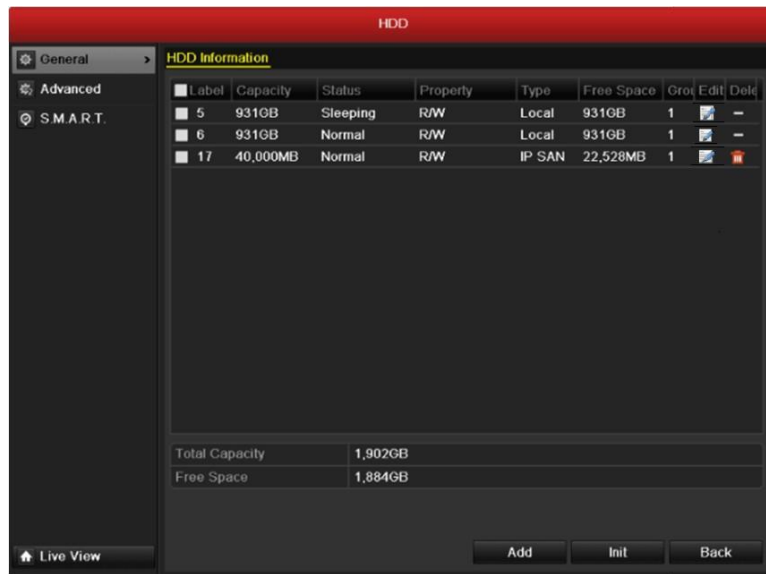 HDD
General
HDD Information
Advanced
S.M.A.R.T.
Label Capacity Status Property Type Free Space Grou Edit Dele
5 931GB Sleeping R/W Local 931GB 1 –
6 931GB Normal R/W Local 931GB 1 –
17 40,000MB Normal R/W IP SAN 22,528MB 1
Total Capacity 1,902GB
Free Space 1,884GB
Live View
Add Init Back